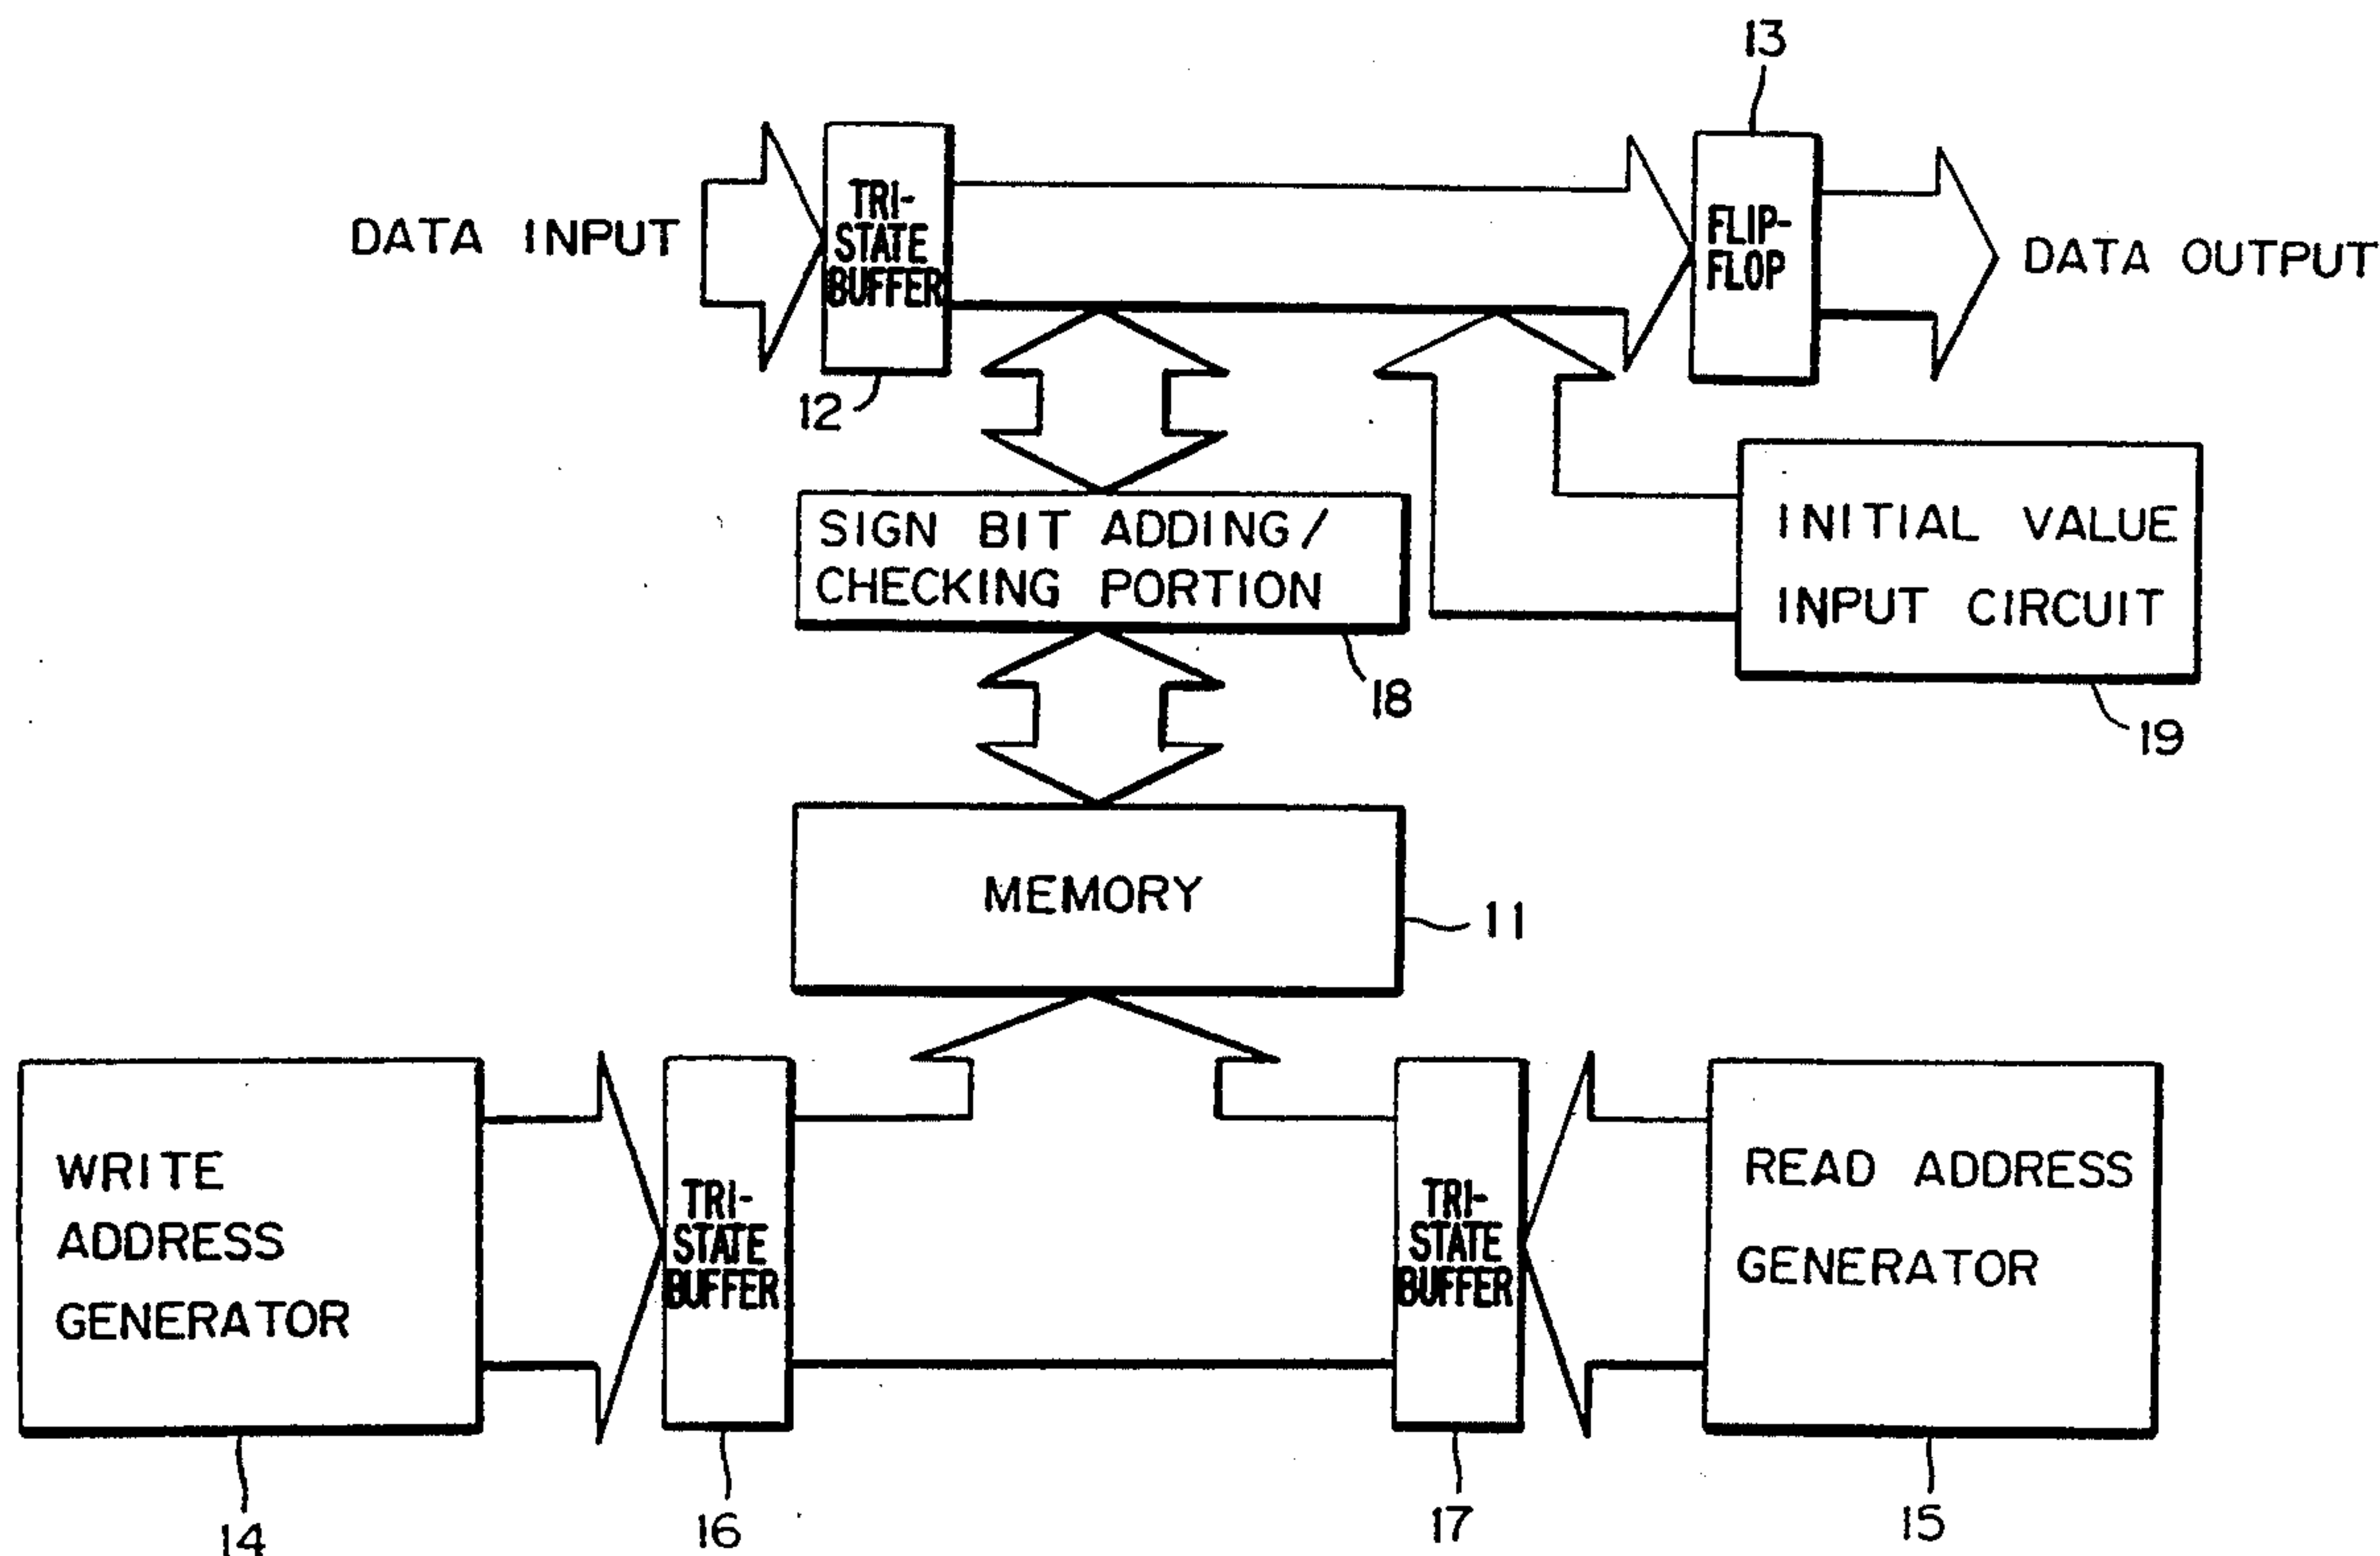 13
DATA INPUT
TRI-
STATE
BUFFER
FLIP-
FLOP
DATA OUTPUT
12
SIGN BIT ADDING/
CHECKING PORTION
18
INITIAL VALUE
INPUT CIRCUIT
19
MEMORY
11
WRITE
ADDRESS
GENERATOR
TRI-
STATE
BUFFER
TRI-
STATE
BUFFER
READ ADDRESS
GENERATOR
14
16
17
15